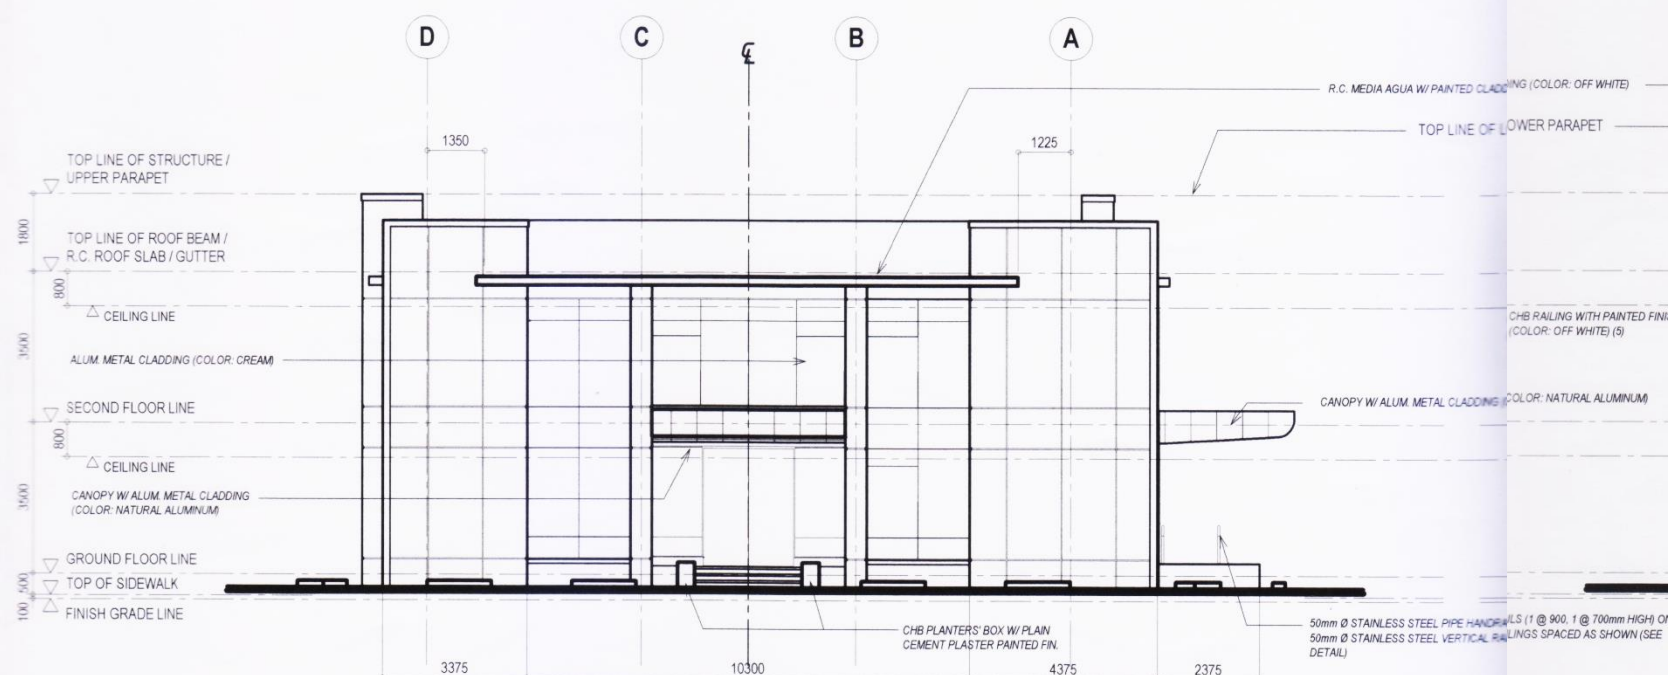 D
C
℄
B
A
R.C. MEDIA AGUA W/ PAINTED CLADDING (COLOR: OFF WHITE)
TOP LINE OF LOWER PARAPET
1350
1225
TOP LINE OF STRUCTURE /
UPPER PARAPET
1800
TOP LINE OF ROOF BEAM /
R.C. ROOF SLAB / GUTTER
800
CEILING LINE
CHB RAILING WITH PAINTED
(COLOR: OFF WHITE) (5)
3500
ALUM. METAL CLADDING (COLOR: CREAM)
SECOND FLOOR LINE
CANOPY W/ ALUM. METAL CLADDING (COLOR: NATURAL ALUMINUM)
800
CEILING LINE
3500
CANOPY W/ ALUM. METAL CLADDING
(COLOR: NATURAL ALUMINUM)
GROUND FLOOR LINE
500
TOP OF SIDEWALK
100
FINISH GRADE LINE
CHB PLANTERS' BOX W/ PLAIN
CEMENT PLASTER PAINTED FIN.
50mm Ø STAINLESS STEEL PIPE HANDRAILS (1 @ 900, 1 @ 700mm HIGH) ON
50mm Ø STAINLESS STEEL VERTICAL RAILINGS SPACED AS SHOWN (SEE
DETAIL)
3375
10300
4375
2375